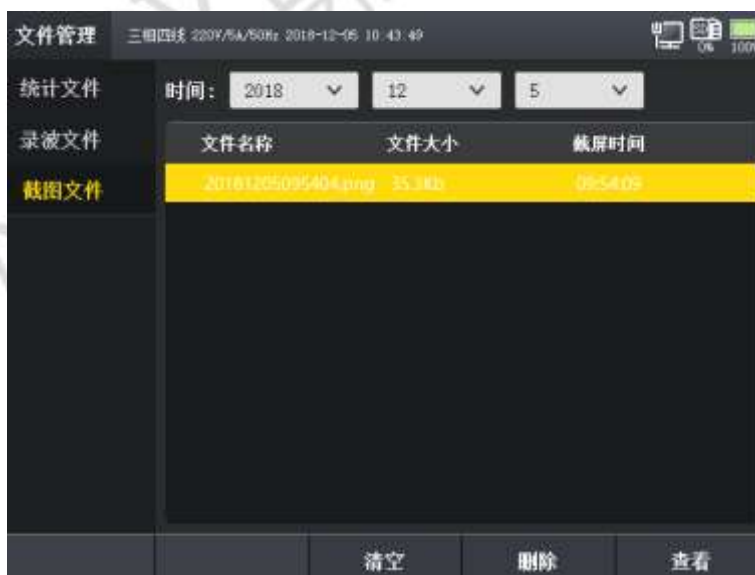 文件管理 三相四线 220V/5A/50Hz 2018-12-05 10:43:49 0% 100%
统计文件 时间： 2018 12 5
录波文件 文件名称 文件大小 截屏时间
截图文件 20181205095404.png 35.3Kb 09:54:09
清空 删除 查看